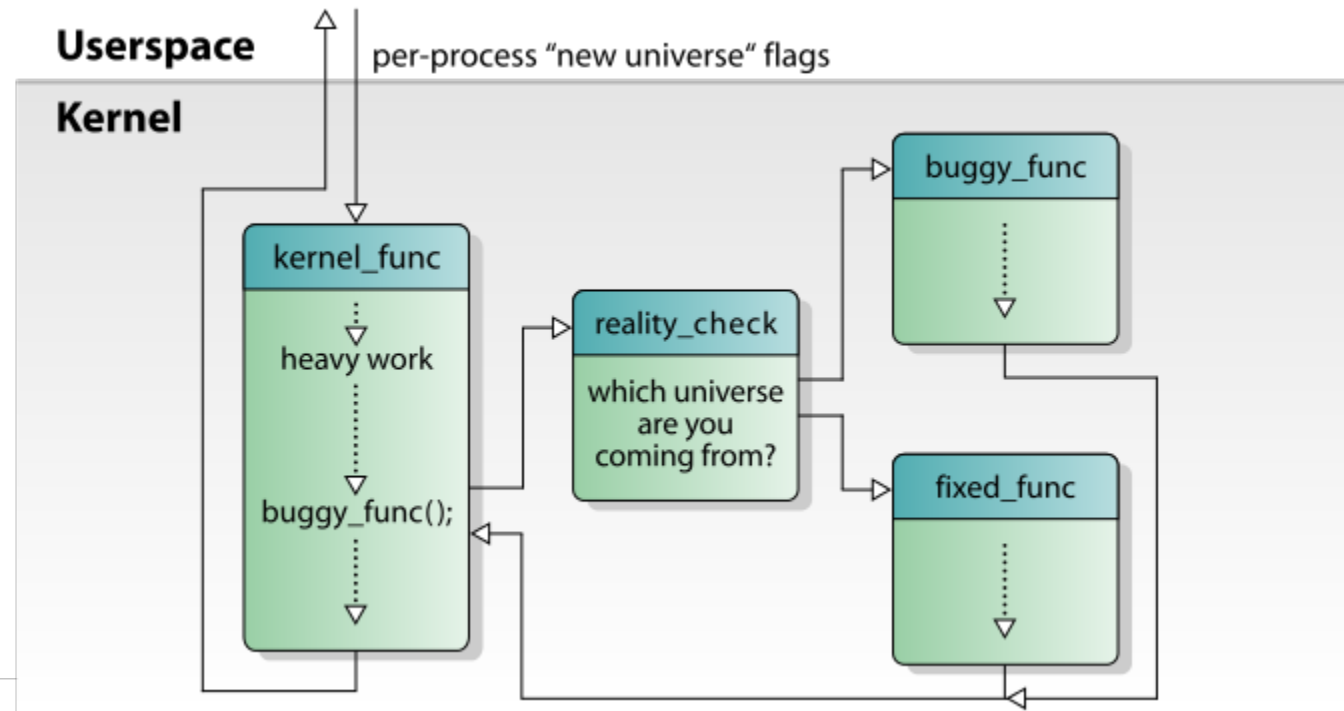 Userspace
per-process “new universe“ flags
Kernel
kernel_func
heavy work
buggy_func();
reality_check
which universe
are you
coming from?
buggy_func
fixed_func